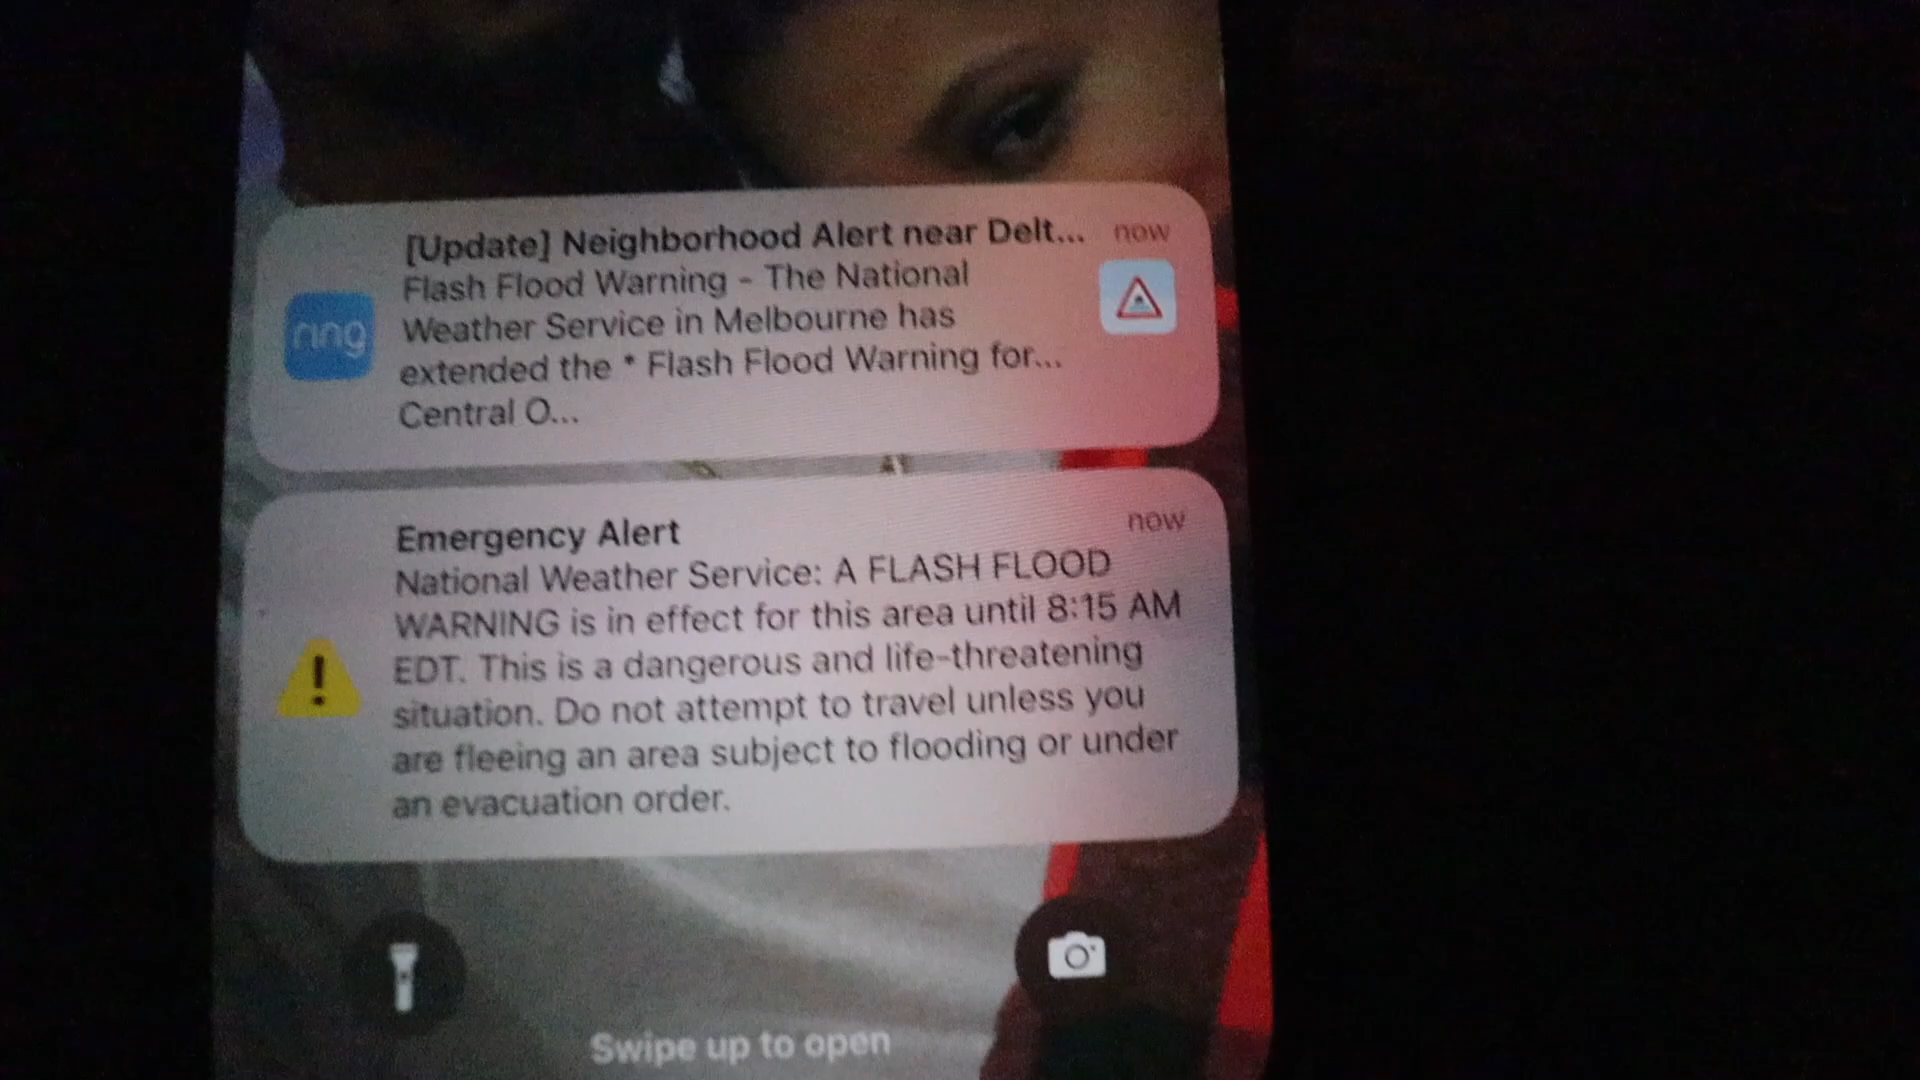 [Update] Neighborhood Alert near Delt... now
Flash Flood Warning - The National
Weather Service in Melbourne has
extended the * Flash Flood Warning for...
Central O...
ring
Emergency Alert now
National Weather Service: A FLASH FLOOD
WARNING is in effect for this area until 8:15 AM
EDT. This is a dangerous and life-threatening
situation. Do not attempt to travel unless you
are fleeing an area subject to flooding or under
an evacuation order.
Swipe up to open